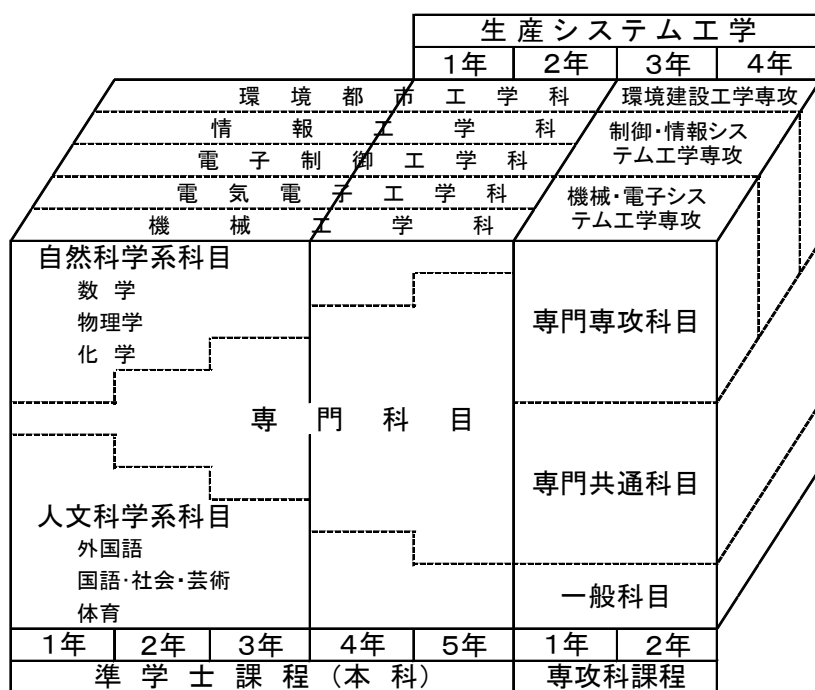 生産システム工学
1年 2年 3年 4年
環境都市工学科
環境建設工学専攻
情報工学科
制御・情報シス
テム工学専攻
電子制御工学科
電気電子工学科
機械・電子シス
テム工学専攻
機械工学科
自然科学系科目
数学
物理学
化学
専門専攻科目
専門科目
専門共通科目
人文科学系科目
外国語
国語・社会・芸術
体育
一般科目
1年 2年 3年 4年 5年 1年 2年
準学士課程(本科) 専攻科課程